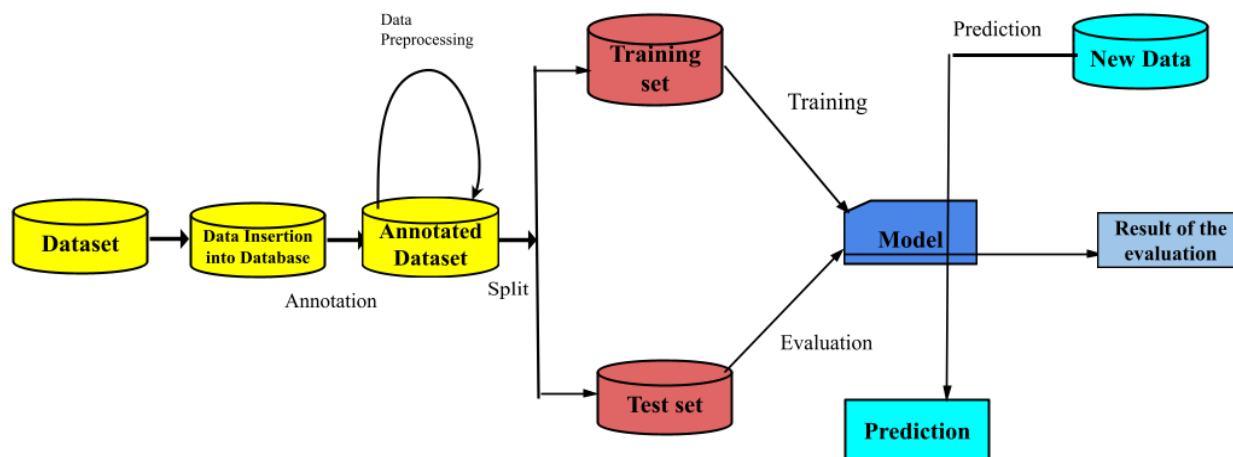 Data
Preprocessing
Training
set
Prediction
New Data
Training
Dataset
Data Insertion
into Database
Annotated
Dataset
Annotation
Split
Model
Result of the
evaluation
Evaluation
Test set
Prediction